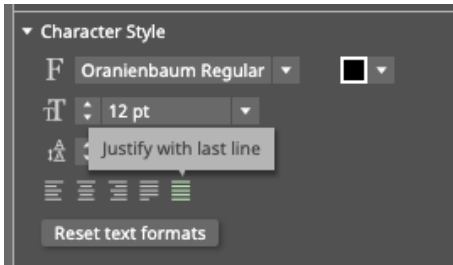 Character Style
F Oranienbaum Regular
T 12 pt
Justify with last line
Reset text formats